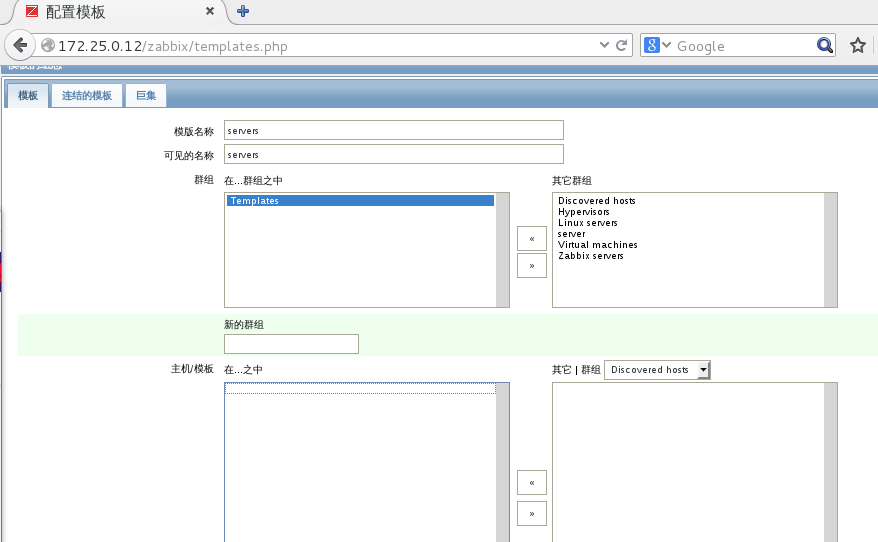 配置模板
172.25.0.12/zabbix/templates.php
Google
模板 连结的模板 巨集
模版名称 servers
可见的名称 servers
群组 在...群组之中 其它群组
Templates
Discovered hosts
Hypervisors
Linux servers
server
Virtual machines
Zabbix servers
«
»
新的群组
主机/模板 在...之中 其它 | 群组 Discovered hosts
«
»